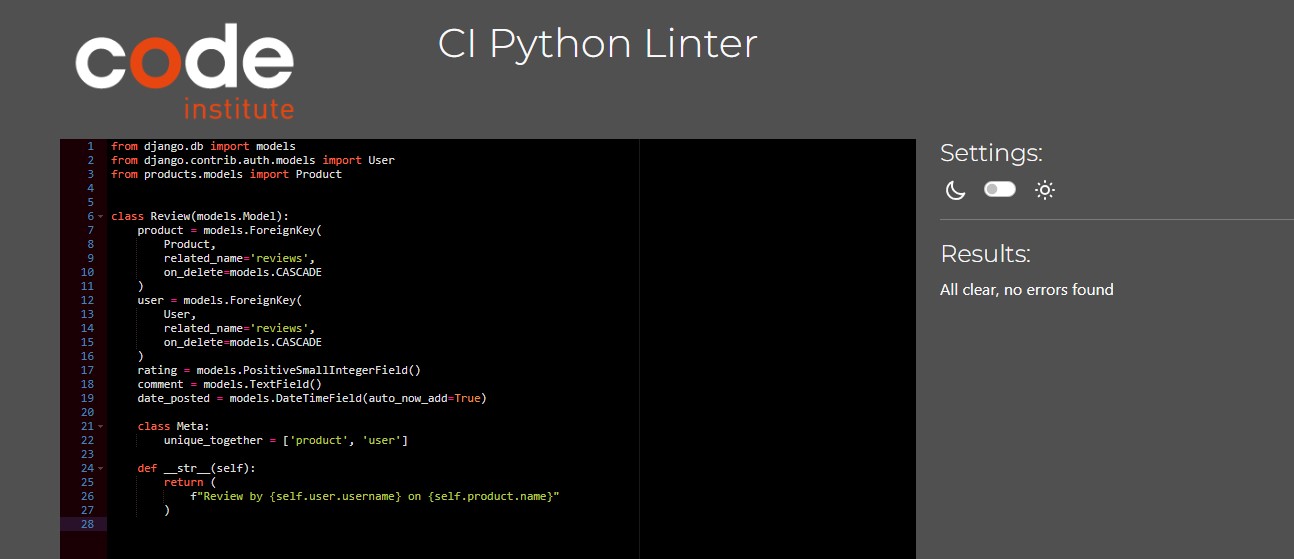 code
institute
CI Python Linter
1 from django.db import models
2 from django.contrib.auth.models import User
3 from products.models import Product
4
5
6 class Review(models.Model):
7     product = models.ForeignKey(
8         Product,
9         related_name='reviews',
10         on_delete=models.CASCADE
11     )
12     user = models.ForeignKey(
13         User,
14         related_name='reviews',
15         on_delete=models.CASCADE
16     )
17     rating = models.PositiveSmallIntegerField()
18     comment = models.TextField()
19     date_posted = models.DateTimeField(auto_now_add=True)
20
21     class Meta:
22         unique_together = ['product', 'user']
23
24     def __str__(self):
25         return (
26             f"Review by {self.user.username} on {self.product.name}"
27         )
28
Settings:
Results:
All clear, no errors found